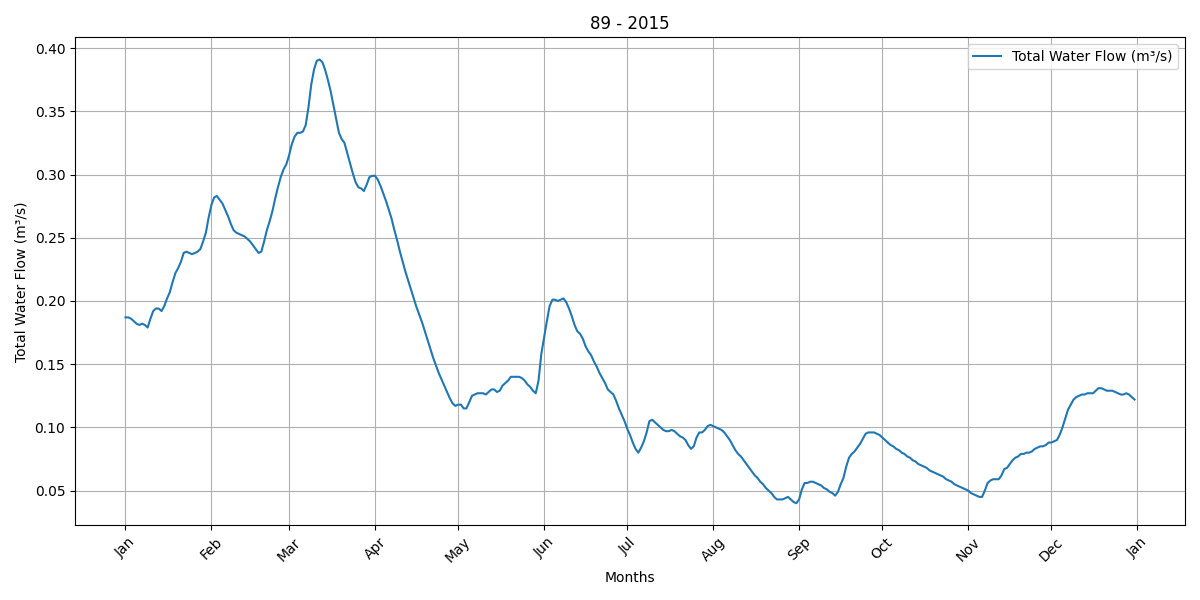 89 - 2015
Total Water Flow (m³/s)
0.40
0.35
0.30
0.25
0.20
0.15
0.10
0.05
Total Water Flow (m³/s)
Jan Feb Mar Apr May Jun Jul Aug Sep Oct Nov Dec Jan
Months